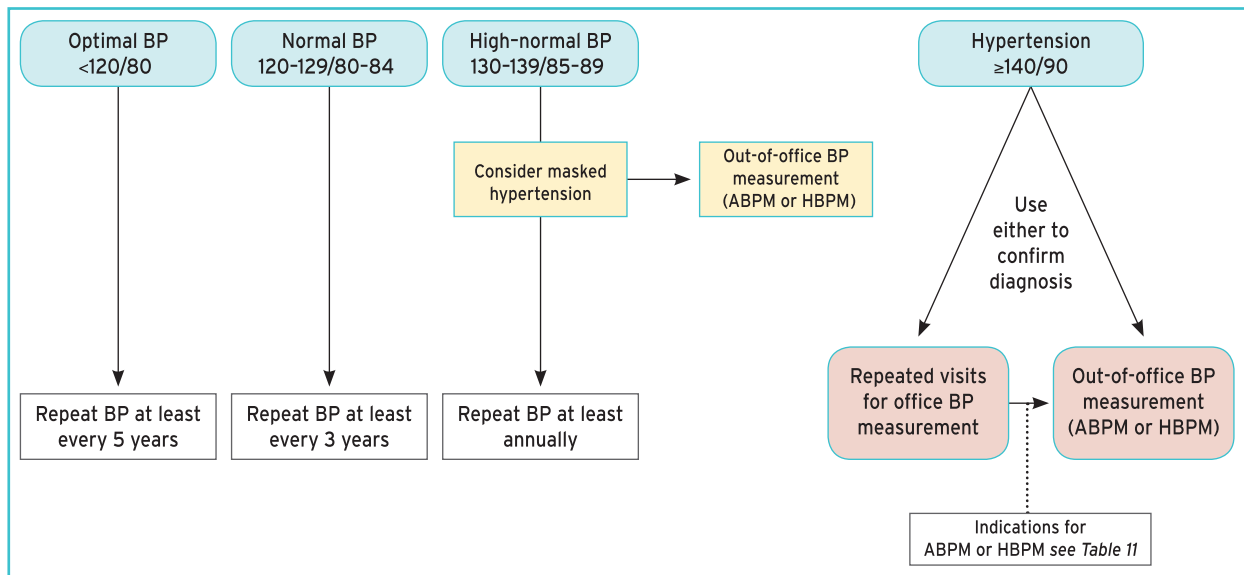 Optimal BP
<120/80
Normal BP
120–129/80–84
High–normal BP
130–139/85–89
Hypertension
≥140/90
Consider masked
hypertension
Out-of-office BP
measurement
(ABPM or HBPM)
Use
either to
confirm
diagnosis
Repeat BP at least
every 5 years
Repeat BP at least
every 3 years
Repeat BP at least
annually
Repeated visits
for office BP
measurement
Out-of-office BP
measurement
(ABPM or HBPM)
Indications for
ABPM or HBPM see Table 11